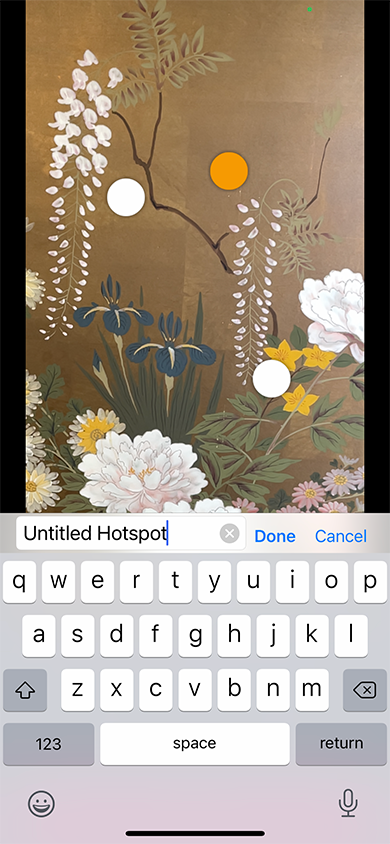 Untitled Hotspot
Done
Cancel
q w e r t y u i o p
a s d f g h j k l
z x c v b n m
123
space
return